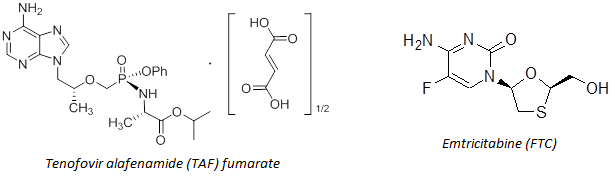 NH2
N
N
N
N
O
O
P
OPh
NH
CH3
CH3
O
O
HO
O
O
OH
1/2
H2N
N
O
N
F
O
OH
S
Tenofovir alafenamide (TAF) fumarate
Emtricitabine (FTC)